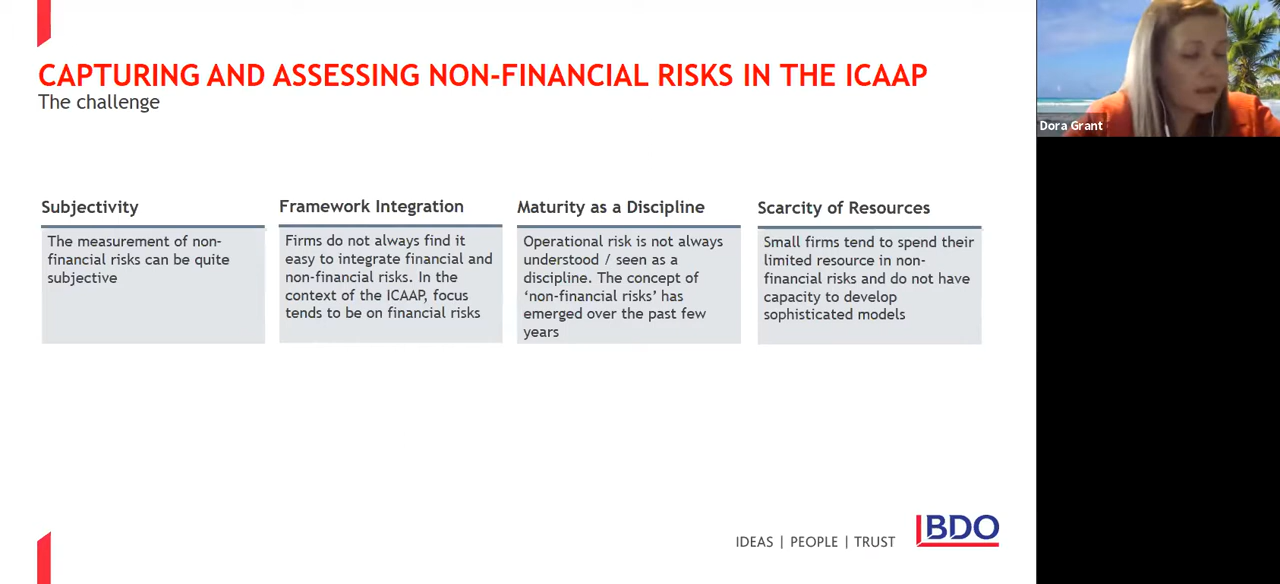 CAPTURING AND ASSESSING NON-FINANCIAL RISKS IN THE ICAAP
The challenge
Subjectivity
The measurement of non-
financial risks can be quite
subjective
Framework Integration
Firms do not always find it
easy to integrate financial and
non-financial risks. In the
context of the ICAAP, focus
tends to be on financial risks
Maturity as a Discipline
Operational risk is not always
understood / seen as a
discipline. The concept of
‘non-financial risks’ has
emerged over the past few
years
Scarcity of Resources
Small firms tend to spend their
limited resource in non-
financial risks and do not have
capacity to develop
sophisticated models
IDEAS | PEOPLE | TRUST
BDO
Dora Grant